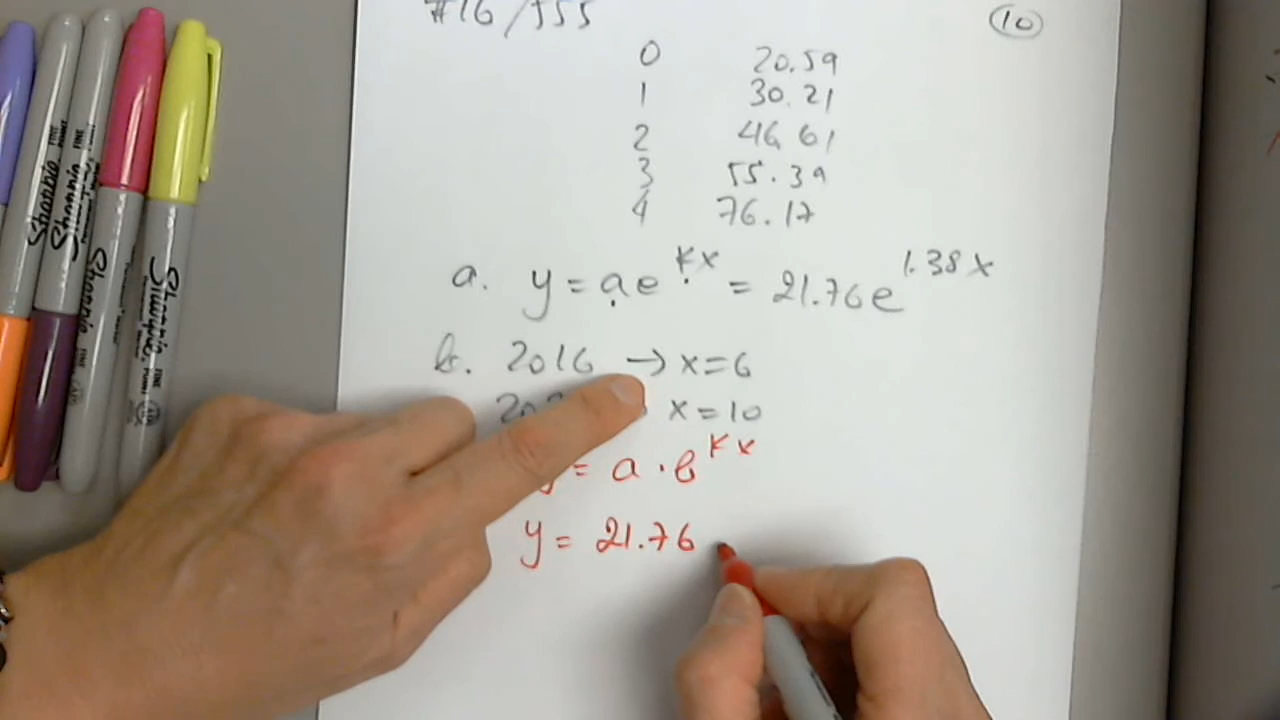 #16/555
10
0 20.59
1 30.21
2 46.61
3 55.39
4 76.17
a. y = ae^kx = 21.76e^1.38x
b. 2016 → x=6
x=10
= a · b^kx
y = 21.76
Sharpie
Sharpie
Sharpie
Sharpie